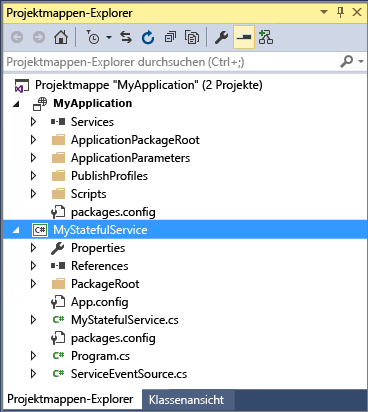 Projektmappen-Explorer
Projektmappen-Explorer durchsuchen (Ctrl+;)
Projektmappe "MyApplication" (2 Projekte)
MyApplication
Services
ApplicationPackageRoot
ApplicationParameters
PublishProfiles
Scripts
packages.config
C# MyStatefulService
Properties
References
PackageRoot
App.config
C# MyStatefulService.cs
packages.config
C# Program.cs
C# ServiceEventSource.cs
Projektmappen-Explorer Klassenansicht